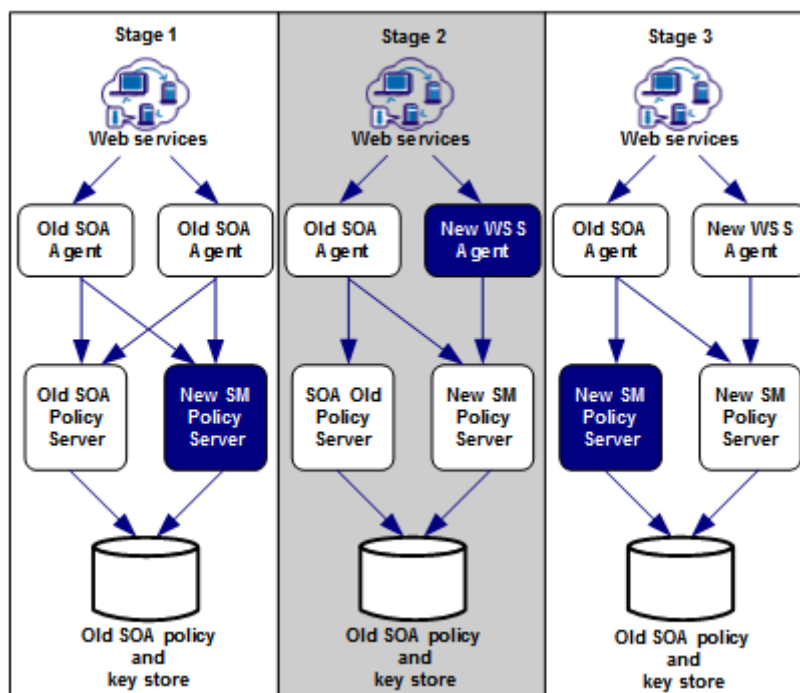 Stage 1
Web services
Old SOA
Agent
Old SOA
Agent
Old SOA
Policy
Server
New SM
Policy
Server
Old SOA policy
and
key store
Stage 2
Web services
Old SOA
Agent
New WSS
Agent
SOA Old
Policy
Server
New SM
Policy
Server
Old SOA policy
and
key store
Stage 3
Web services
Old SOA
Agent
New WSS
Agent
New SM
Policy
Server
New SM
Policy
Server
Old SOA policy
and
key store